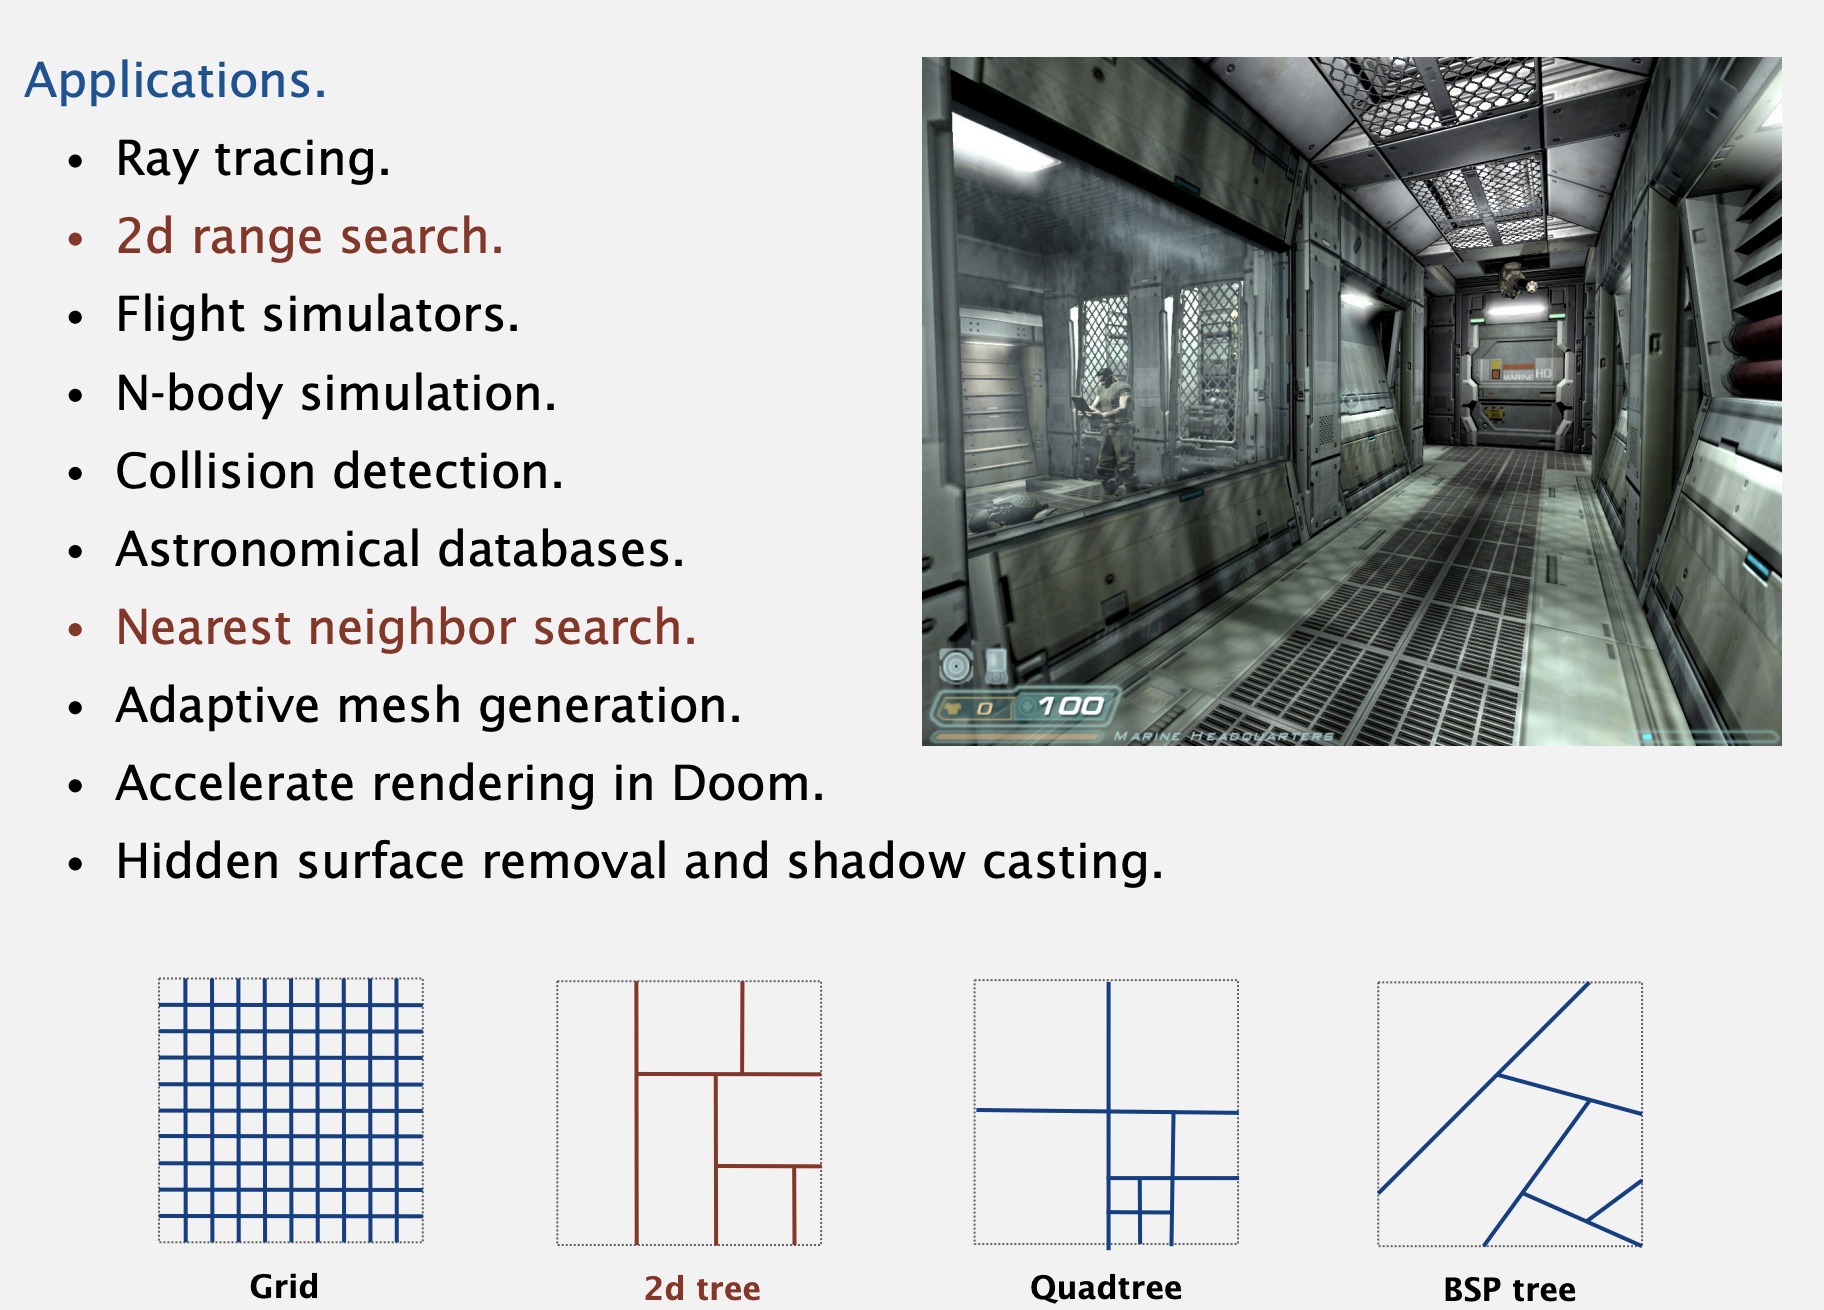 Applications.
• Ray tracing.
• 2d range search.
• Flight simulators.
• N-body simulation.
• Collision detection.
• Astronomical databases.
• Nearest neighbor search.
• Adaptive mesh generation.
• Accelerate rendering in Doom.
• Hidden surface removal and shadow casting.
MARINE HQ
0 100
MARINE HEADQUARTERS
Grid
2d tree
Quadtree
BSP tree